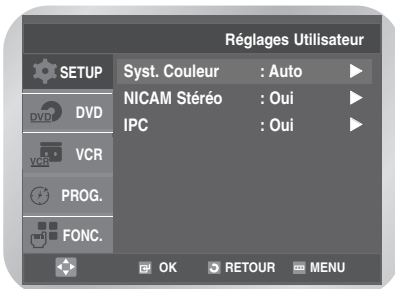 Réglages Utilisateur
SETUP
Syst. Couleur : Auto
NICAM Stéréo : Oui
IPC : Oui
DVD DVD
VCR VCR
PROG.
FONC.
OK RETOUR MENU